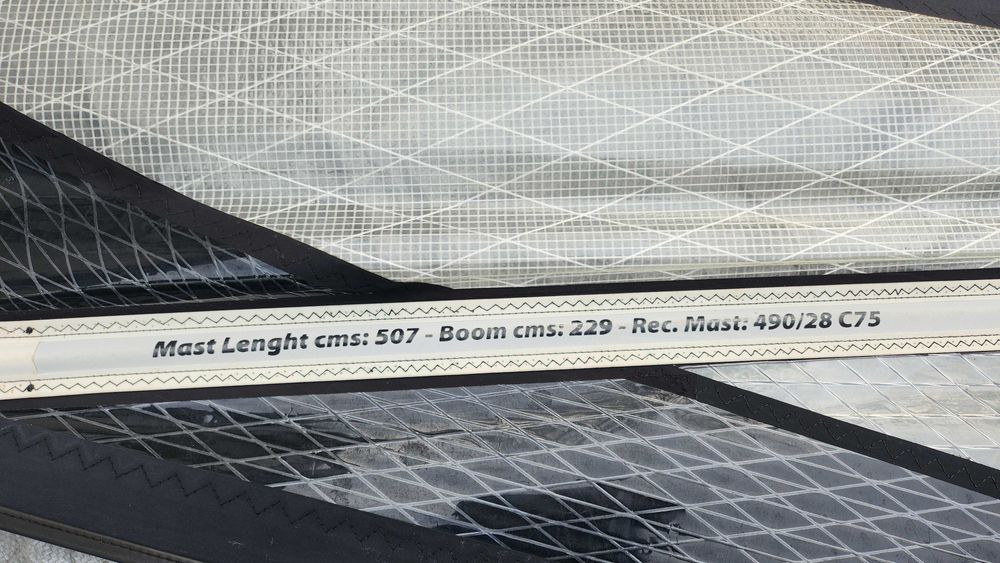 Mast Lenght cms: 507 - Boom cms: 229 - Rec. Mast: 490/28 C75